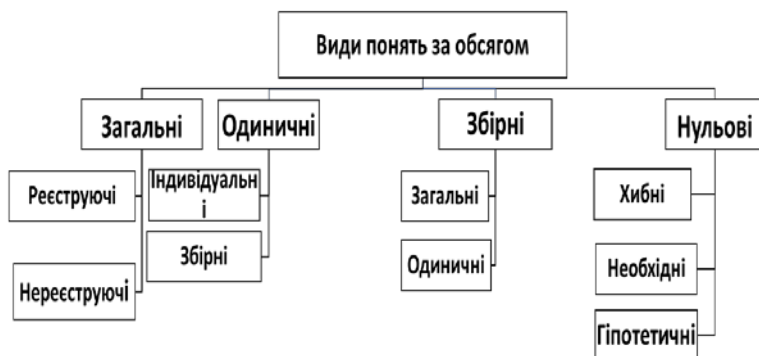 Види понять за обсягом
Загальні
Одиничні
Збірні
Нульові
Реєструючі
Нереєструючі
Індивідуальн
і
Збірні
Загальні
Одиничні
Хибні
Необхідні
Гіпотетичні